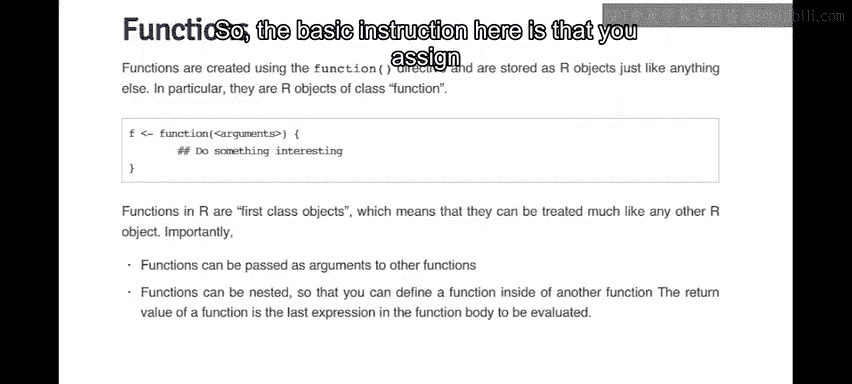 Functions
So, the basic instruction here is that you
assign
Functions are created using the function() directive and are stored as R objects just like anything
else. In particular, they are R objects of class “function”.
f <- function(<arguments>) {
## Do something interesting
}
Functions in R are “first class objects”, which means that they can be treated much like any other R
object. Importantly,
· Functions can be passed as arguments to other functions
· Functions can be nested, so that you can define a function inside of another function The return
value of a function is the last expression in the function body to be evaluated.